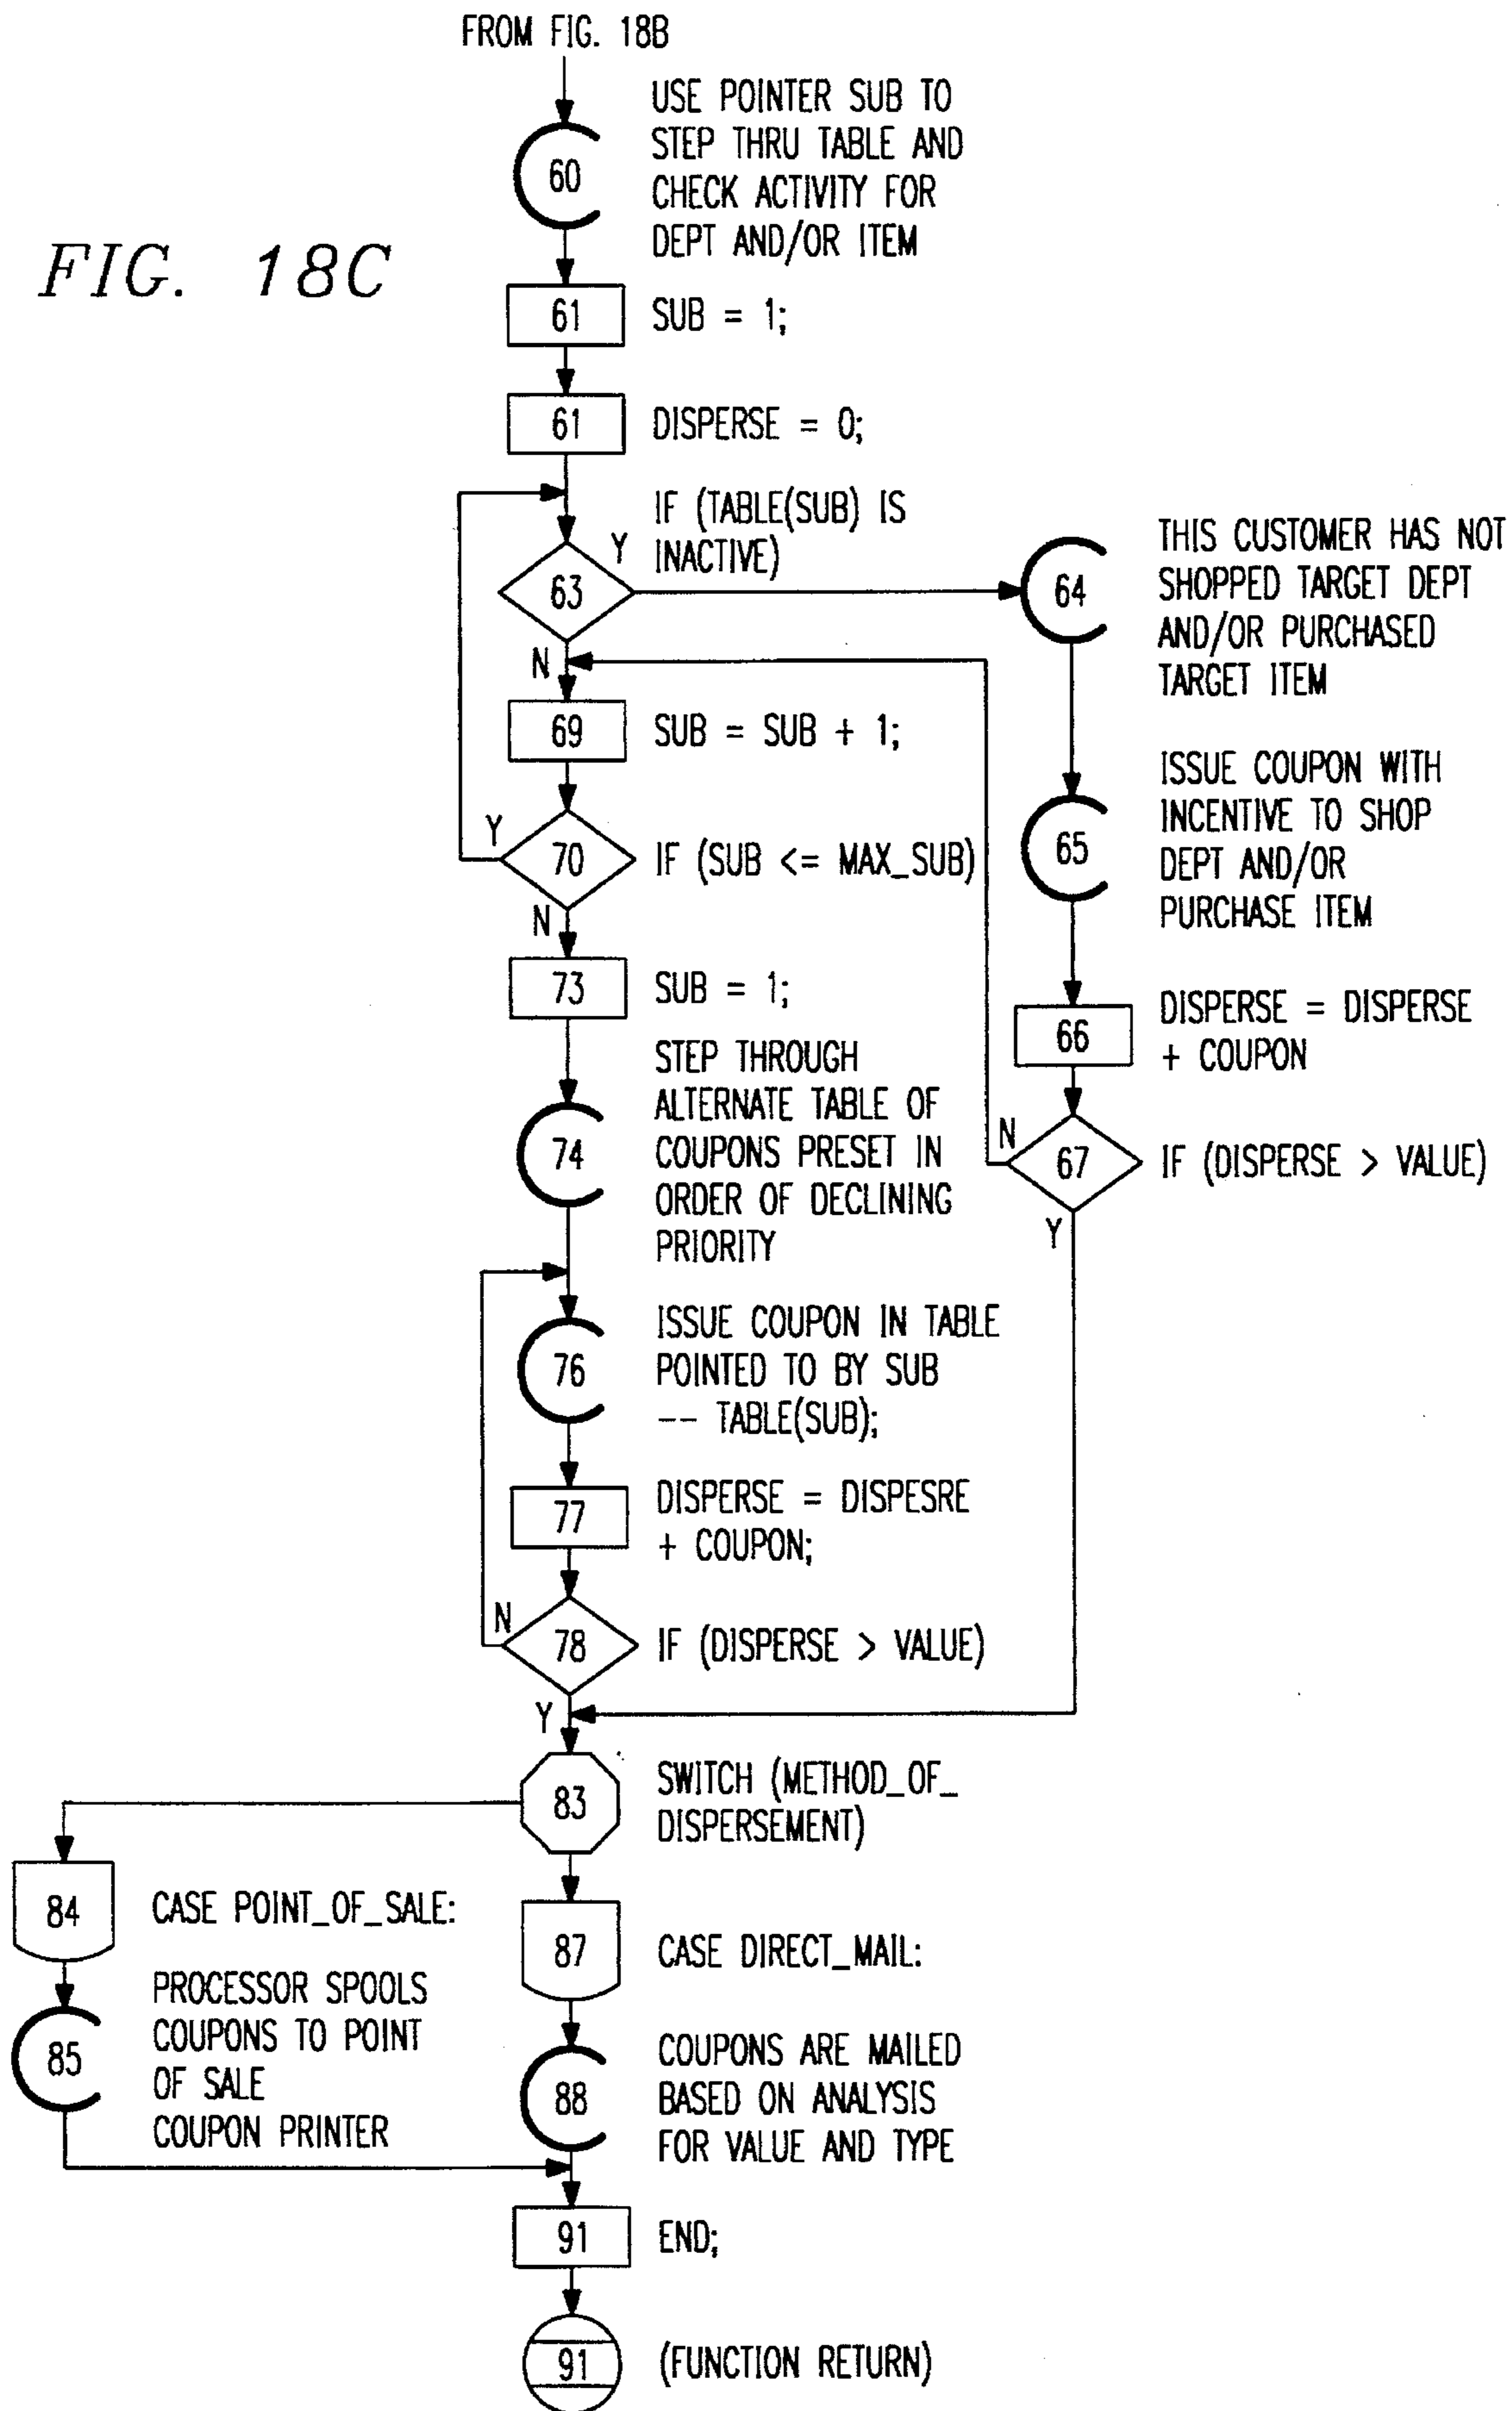 FROM FIG. 18B
FIG. 18C
60
USE POINTER SUB TO
STEP THRU TABLE AND
CHECK ACTIVITY FOR
DEPT AND/OR ITEM
61
SUB = 1;
61
DISPERSE = 0;
IF (TABLE(SUB) IS
INACTIVE)
Y
63
N
64
THIS CUSTOMER HAS NOT
SHOPPED TARGET DEPT
AND/OR PURCHASED
TARGET ITEM
69
SUB = SUB + 1;
65
ISSUE COUPON WITH
INCENTIVE TO SHOP
DEPT AND/OR
PURCHASE ITEM
Y
70
IF (SUB <= MAX_SUB)
N
73
SUB = 1;
66
DISPERSE = DISPERSE
+ COUPON
74
STEP THROUGH
ALTERNATE TABLE OF
COUPONS PRESET IN
ORDER OF DECLINING
PRIORITY
N
67
IF (DISPERSE > VALUE)
Y
76
ISSUE COUPON IN TABLE
POINTED TO BY SUB
-- TABLE(SUB);
77
DISPERSE = DISPESRE
+ COUPON;
N
78
IF (DISPERSE > VALUE)
Y
83
SWITCH (METHOD_OF_
DISPERSEMENT)
84
CASE POINT_OF_SALE:
87
CASE DIRECT_MAIL:
85
PROCESSOR SPOOLS
COUPONS TO POINT
OF SALE
COUPON PRINTER
88
COUPONS ARE MAILED
BASED ON ANALYSIS
FOR VALUE AND TYPE
91
END;
91
(FUNCTION RETURN)